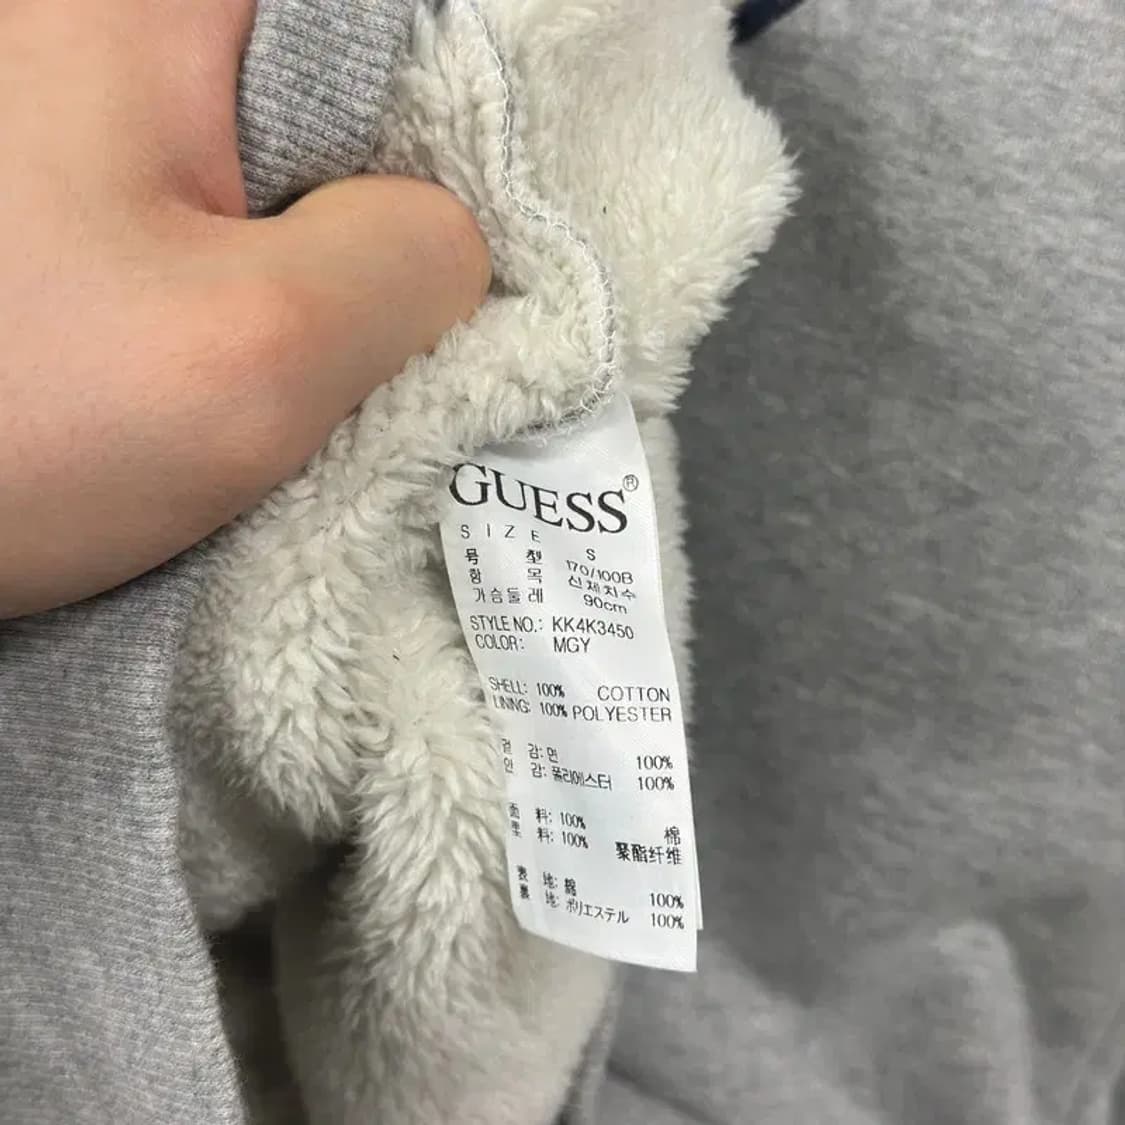 GUESS®
SIZE S
号 型 170/100B
항 목 신체치수
가슴둘레 90cm
STYLE NO.: KK4K3450
COLOR: MGY
SHELL: 100% COTTON
LINNG: 100% POLYESTER
겉 감: 면 100%
안 감: 폴리에스터 100%
面 料: 100% 棉
里 料: 100% 聚酯纤维
表 地: 綿 100%
裏 地: ポリエステル 100%